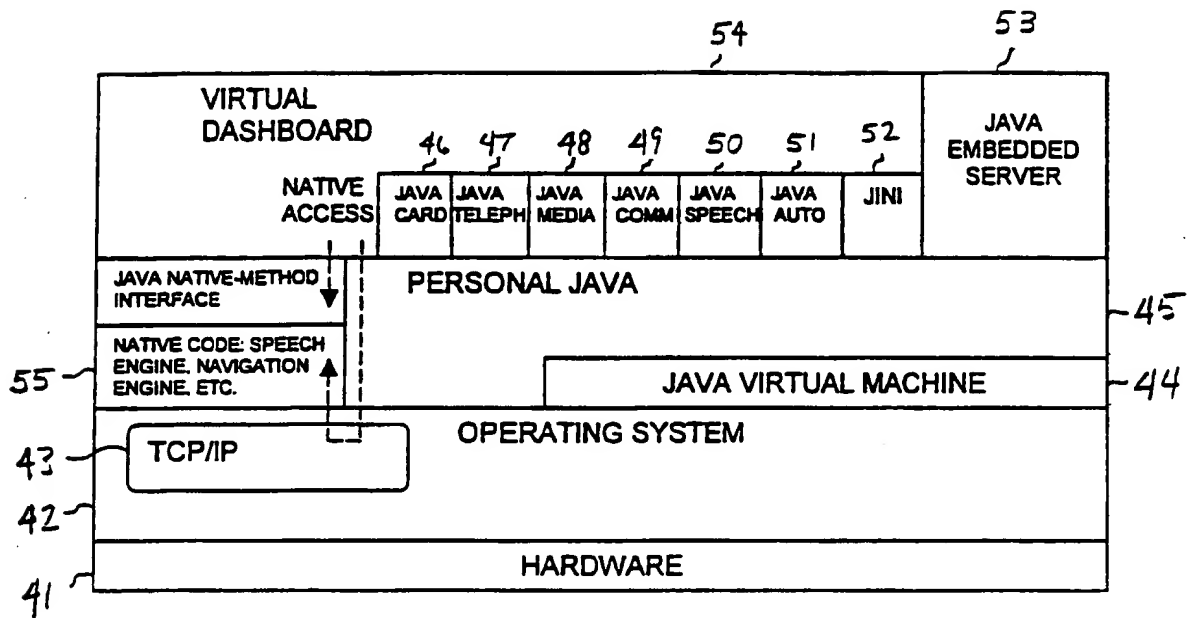 54
53
VIRTUAL
DASHBOARD
46
47
48
49
50
51
52
JAVA
EMBEDDED
SERVER
NATIVE
ACCESS
JAVA
CARD
JAVA
TELEPH
JAVA
MEDIA
JAVA
COMM
JAVA
SPEECH
JAVA
AUTO
JINI
JAVA NATIVE-METHOD
INTERFACE
PERSONAL JAVA
45
NATIVE CODE: SPEECH
ENGINE, NAVIGATION
ENGINE, ETC.
55
JAVA VIRTUAL MACHINE
44
OPERATING SYSTEM
43
TCP/IP
42
HARDWARE
41